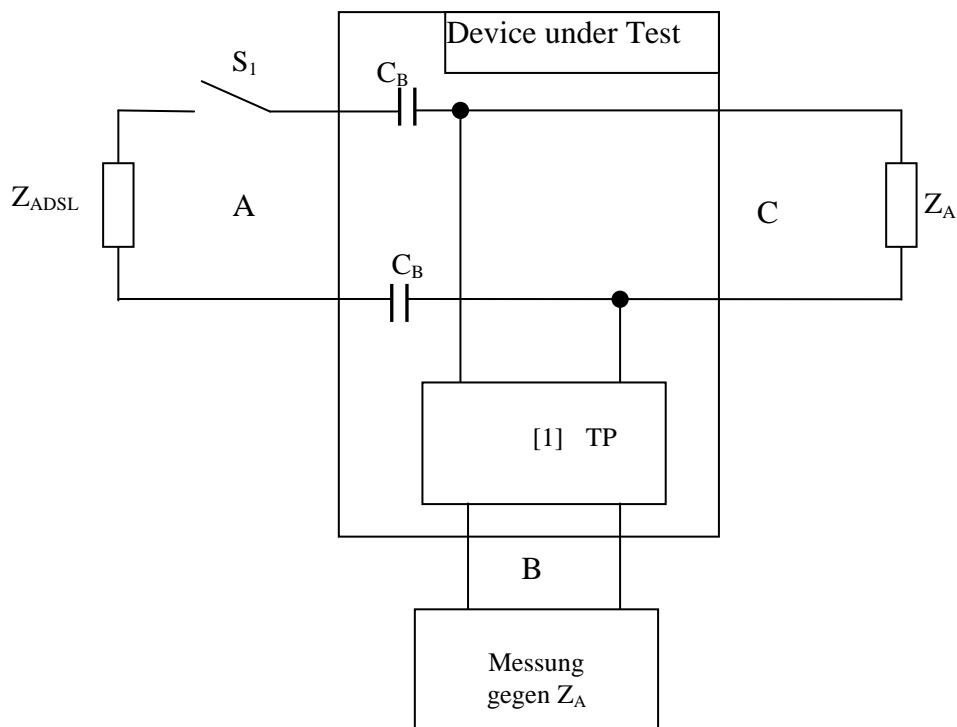 Device under Test
S1
CB
ZADSL
A
C
ZA
CB
[1] TP
B
Messung
gegen ZA